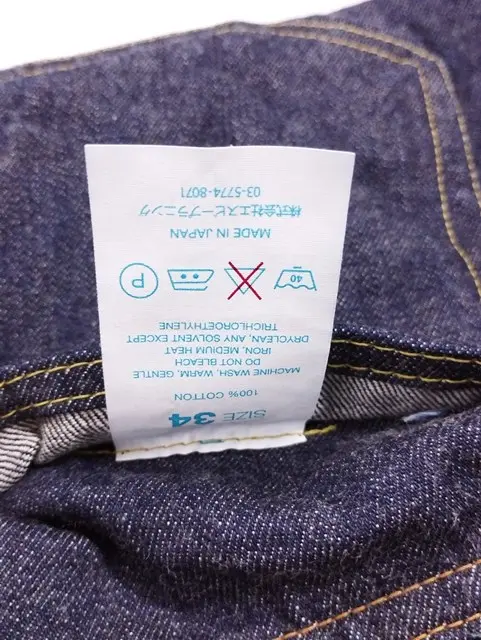 SIZE 34
100% COTTON
MACHINE WASH, WARM, GENTLE
DO NOT BLEACH
IRON, MEDIUM HEAT
DRYCLEAN, ANY SOLVENT EXCEPT
TRICHLOROETHYLENE
40 P
MADE IN JAPAN
株式会社エスピープランニング
03-5774-8071